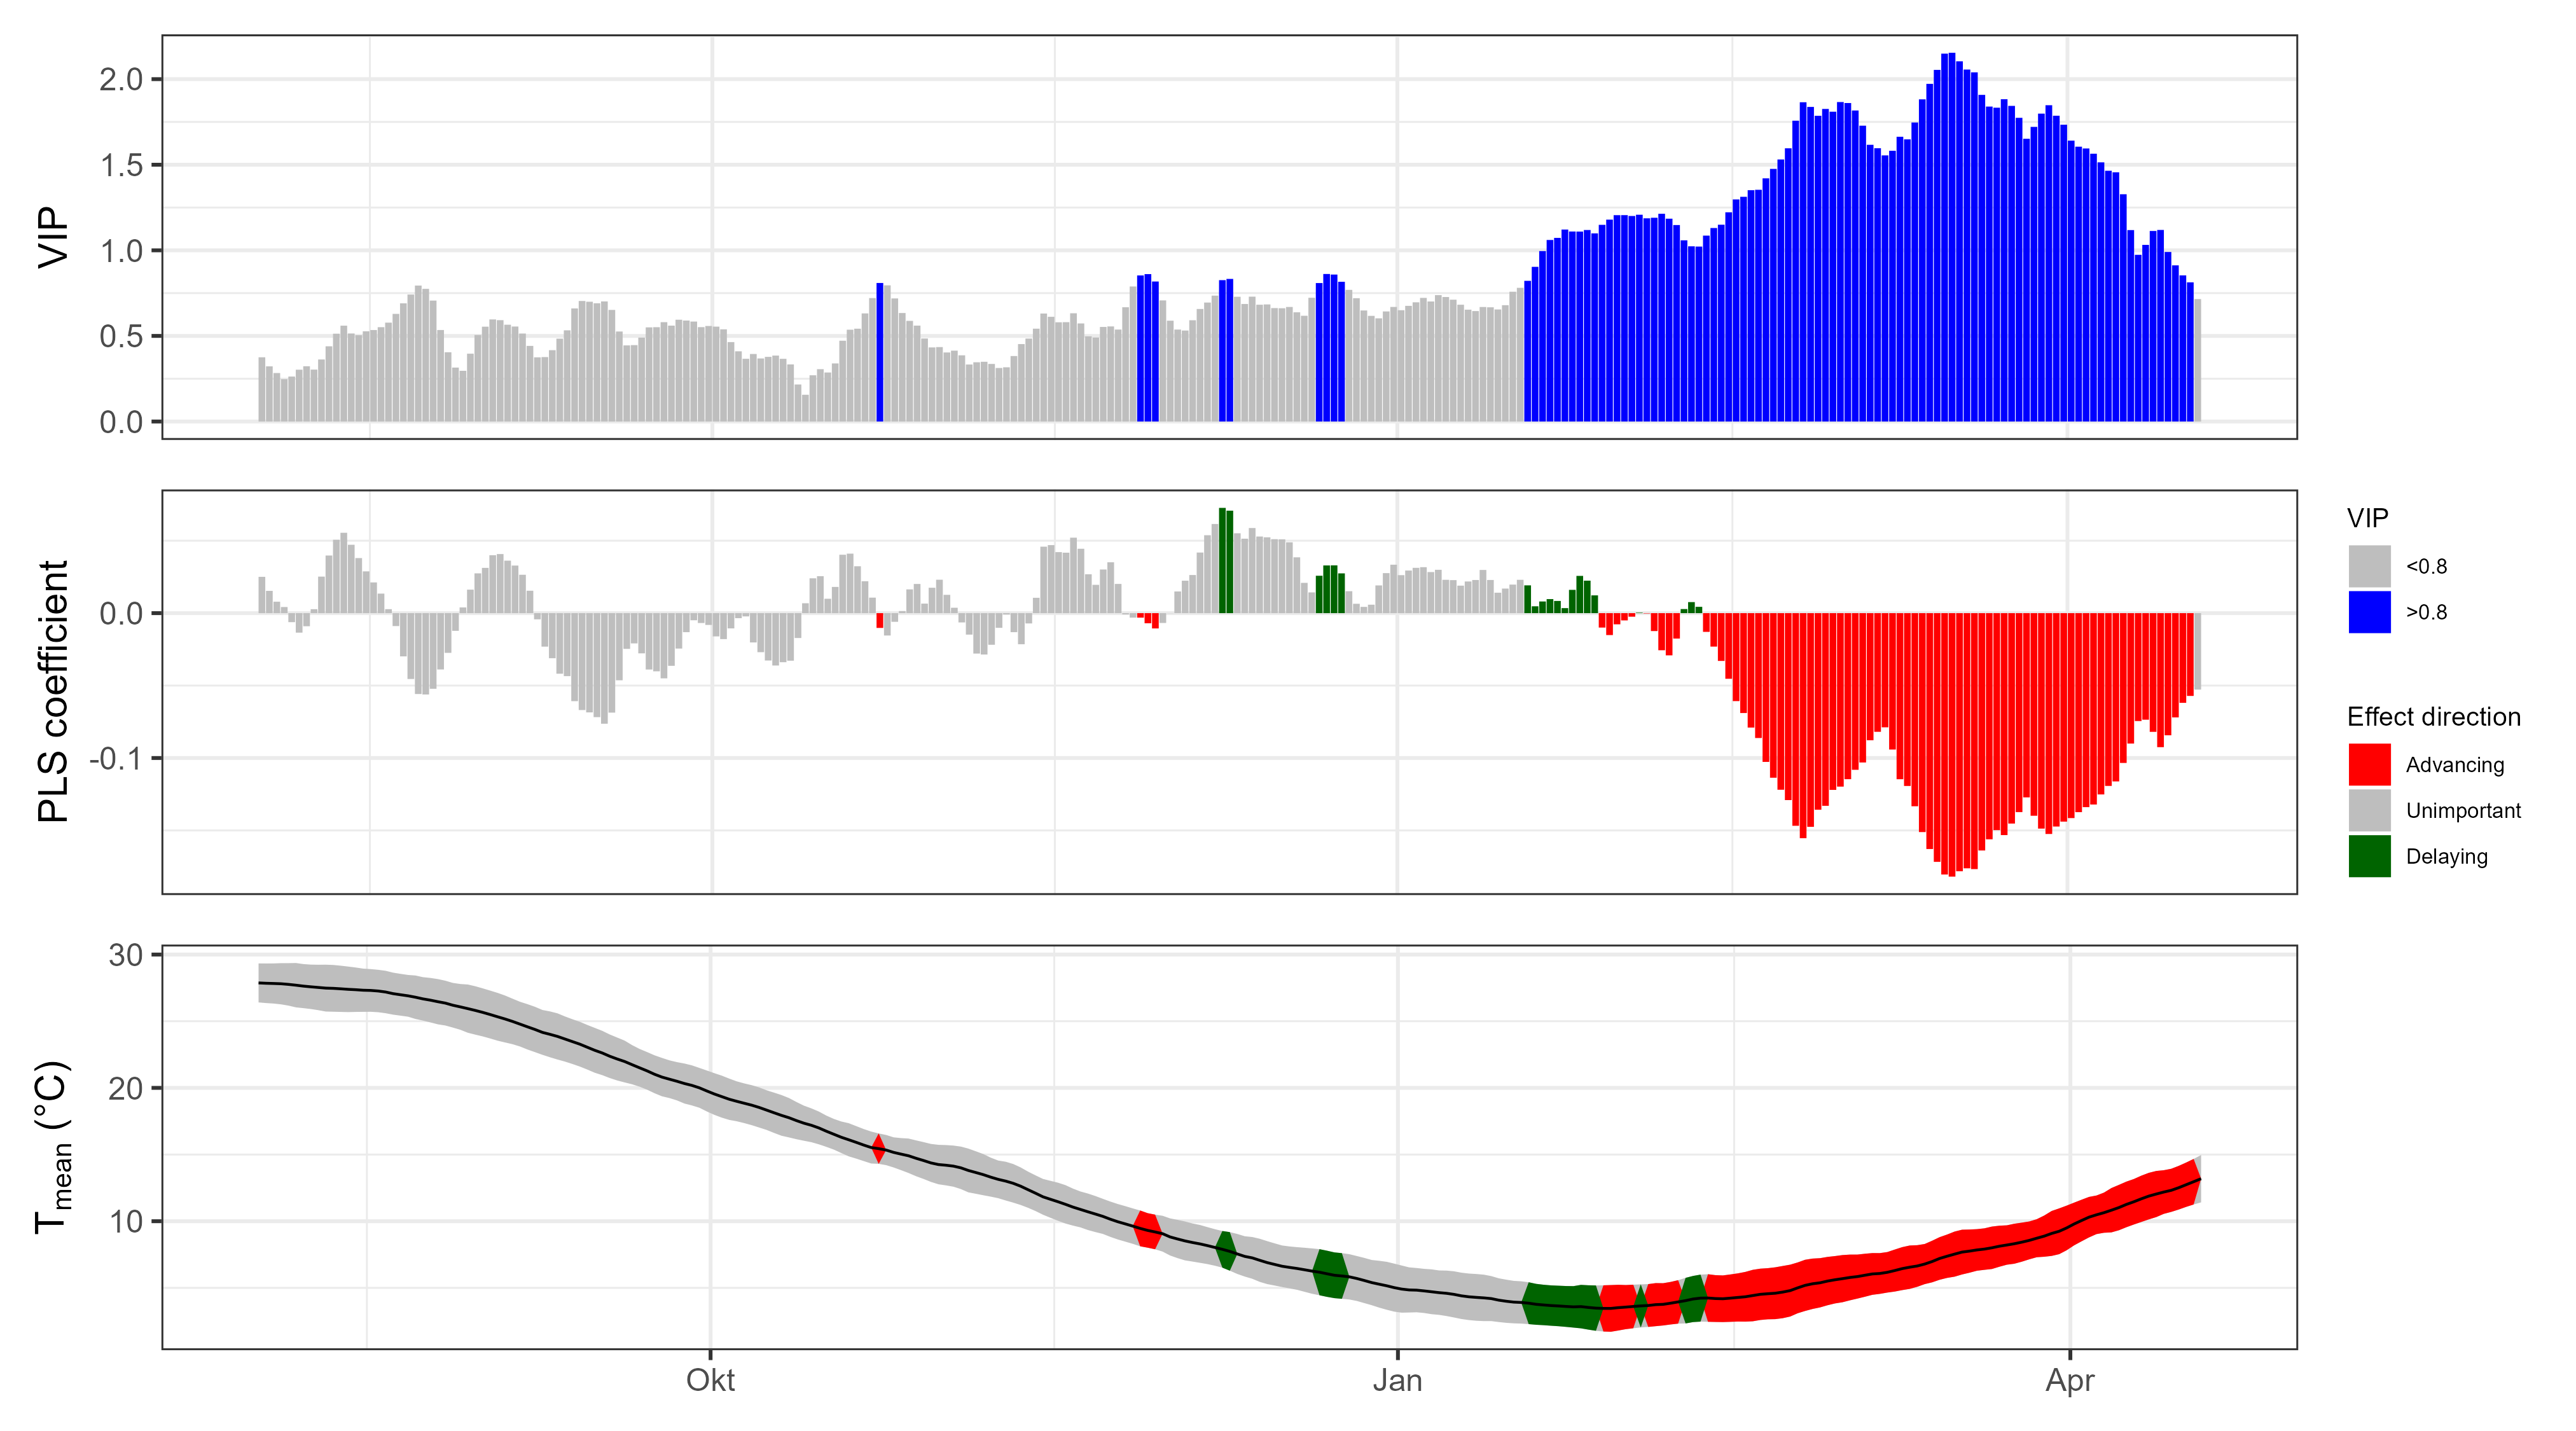 VIP
2.0
1.5
1.0
0.5
0.0
PLS coefficient
0.0
-0.1
VIP
<0.8
>0.8
Effect direction
Advancing
Unimportant
Delaying
Tmean (°C)
30
20
10
Okt Jan Apr